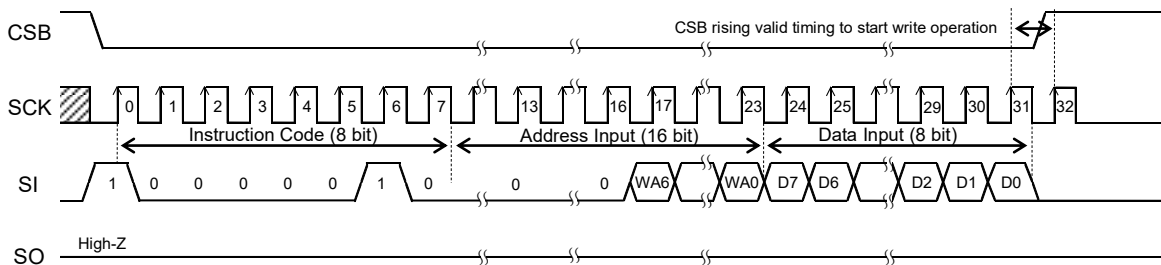 CSB
CSB rising valid timing to start write operation
SCK
0 1 2 3 4 5 6 7 13 16 17 23 24 25 29 30 31 32
Instruction Code (8 bit) Address Input (16 bit) Data Input (8 bit)
SI
1 0 0 0 0 0 1 0 0 0 WA6 WA0 D7 D6 D2 D1 D0
High-Z
SO